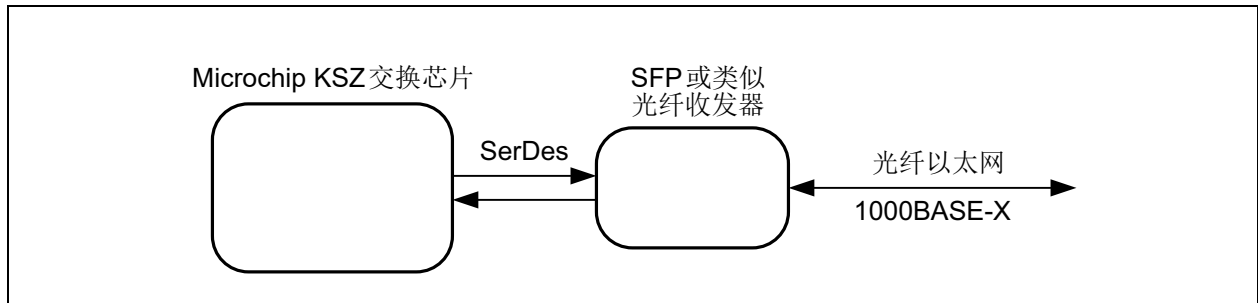 Microchip KSZ交换芯片
SFP或类似
光纤收发器
SerDes
光纤以太网
1000BASE-X